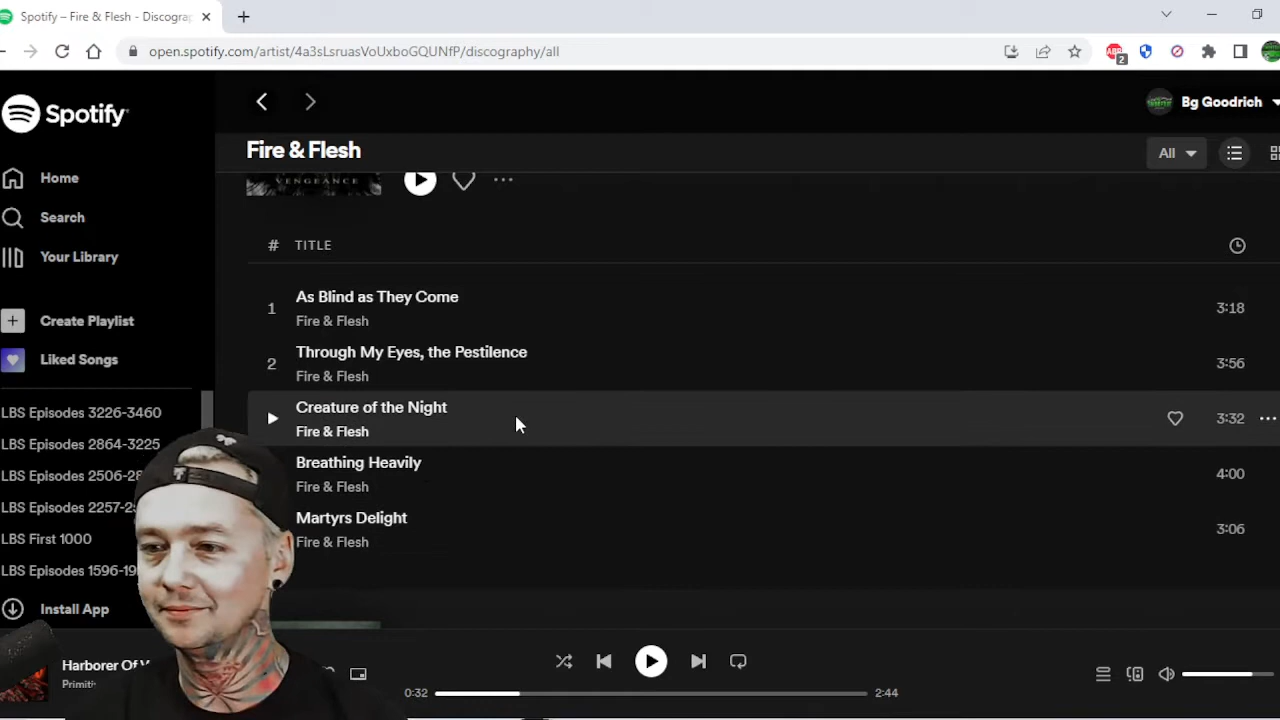 Spotify – Fire & Flesh - Discogra
open.spotify.com/artist/4a3sLsruasVoUxboGQUNfP/discography/all
2
Spotify
Bg Goodrich
Fire & Flesh
All
VENGEANCE
Home
Search
Your Library
Create Playlist
Liked Songs
LBS Episodes 3226-3460
LBS Episodes 2864-3225
LBS Episodes 2506-2
LBS Episodes 2257-2
LBS First 1000
LBS Episodes 1596-19
Install App
# TITLE
1 As Blind as They Come 3:18
Fire & Flesh
2 Through My Eyes, the Pestilence 3:56
Fire & Flesh
Creature of the Night 3:32
Fire & Flesh
Breathing Heavily 4:00
Fire & Flesh
Martyrs Delight 3:06
Fire & Flesh
Harborer Of
Primiti
0:32 2:44